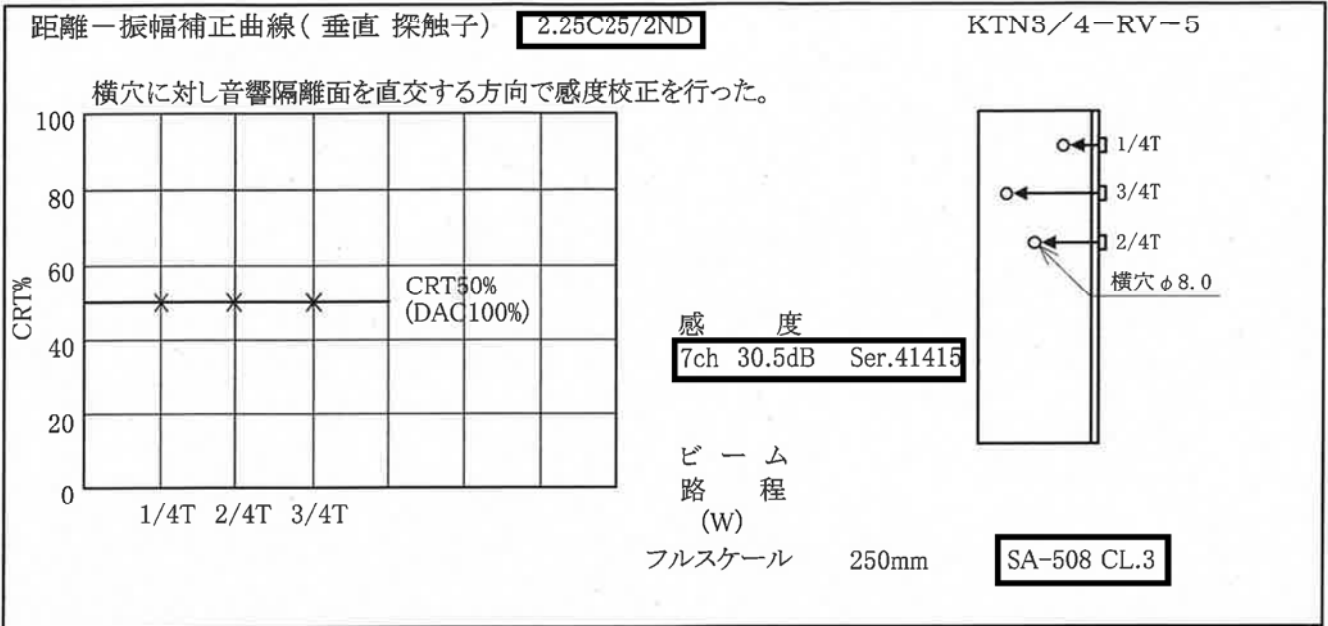 距離－振幅補正曲線( 垂直 探触子) 2.25C25/2ND KTN3／4－RV－5
横穴に対し音響隔離面を直交する方向で感度校正を行った。
100
80
60
40
20
0
CRT%
CRT50%
(DAC100%)
1/4T 2/4T 3/4T
感 度
7ch 30.5dB Ser.41415
ビ ー ム
路 程
(W)
フルスケール 250mm SA-508 CL.3
1/4T
3/4T
2/4T
横穴φ8.0